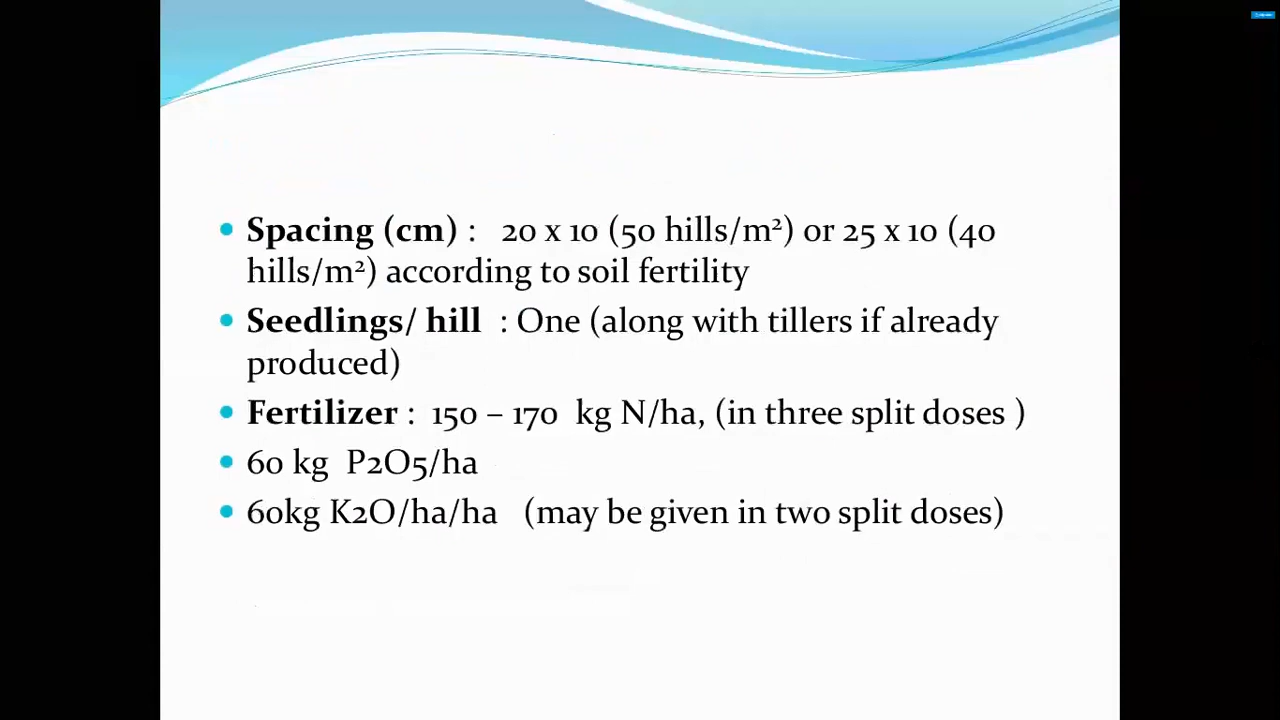 Spacing (cm) : 20 x 10 (50 hills/m²) or 25 x 10 (40
hills/m²) according to soil fertility
Seedlings/ hill : One (along with tillers if already
produced)
Fertilizer : 150 – 170 kg N/ha, (in three split doses )
60 kg P2O5/ha
60kg K2O/ha/ha (may be given in two split doses)